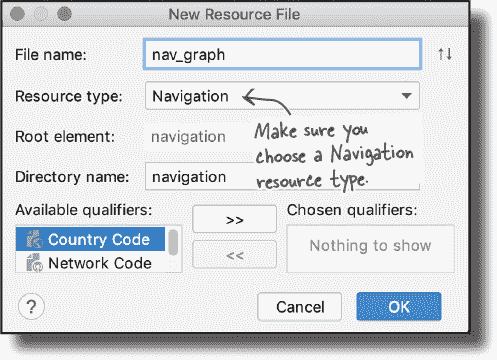 New Resource File
File name: nav_graph
Resource type: Navigation
Root element: navigation
Make sure you
choose a Navigation
resource type.
Directory name: navigation
Available qualifiers:
Chosen qualifiers:
Country Code
Network Code
>>
<<
Nothing to show
?
Cancel
OK